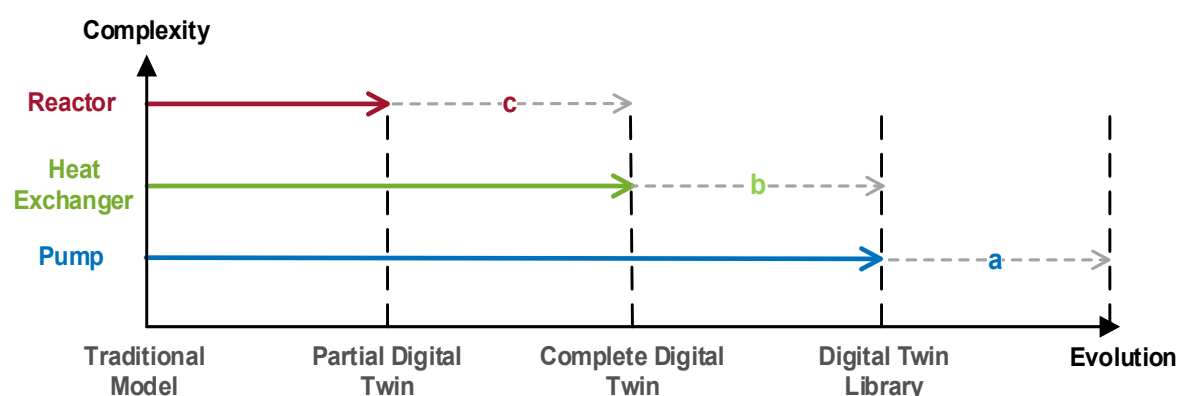 Complexity
Reactor
c
Heat
Exchanger
b
Pump
a
Traditional
Model
Partial Digital
Twin
Complete Digital
Twin
Digital Twin
Library
Evolution